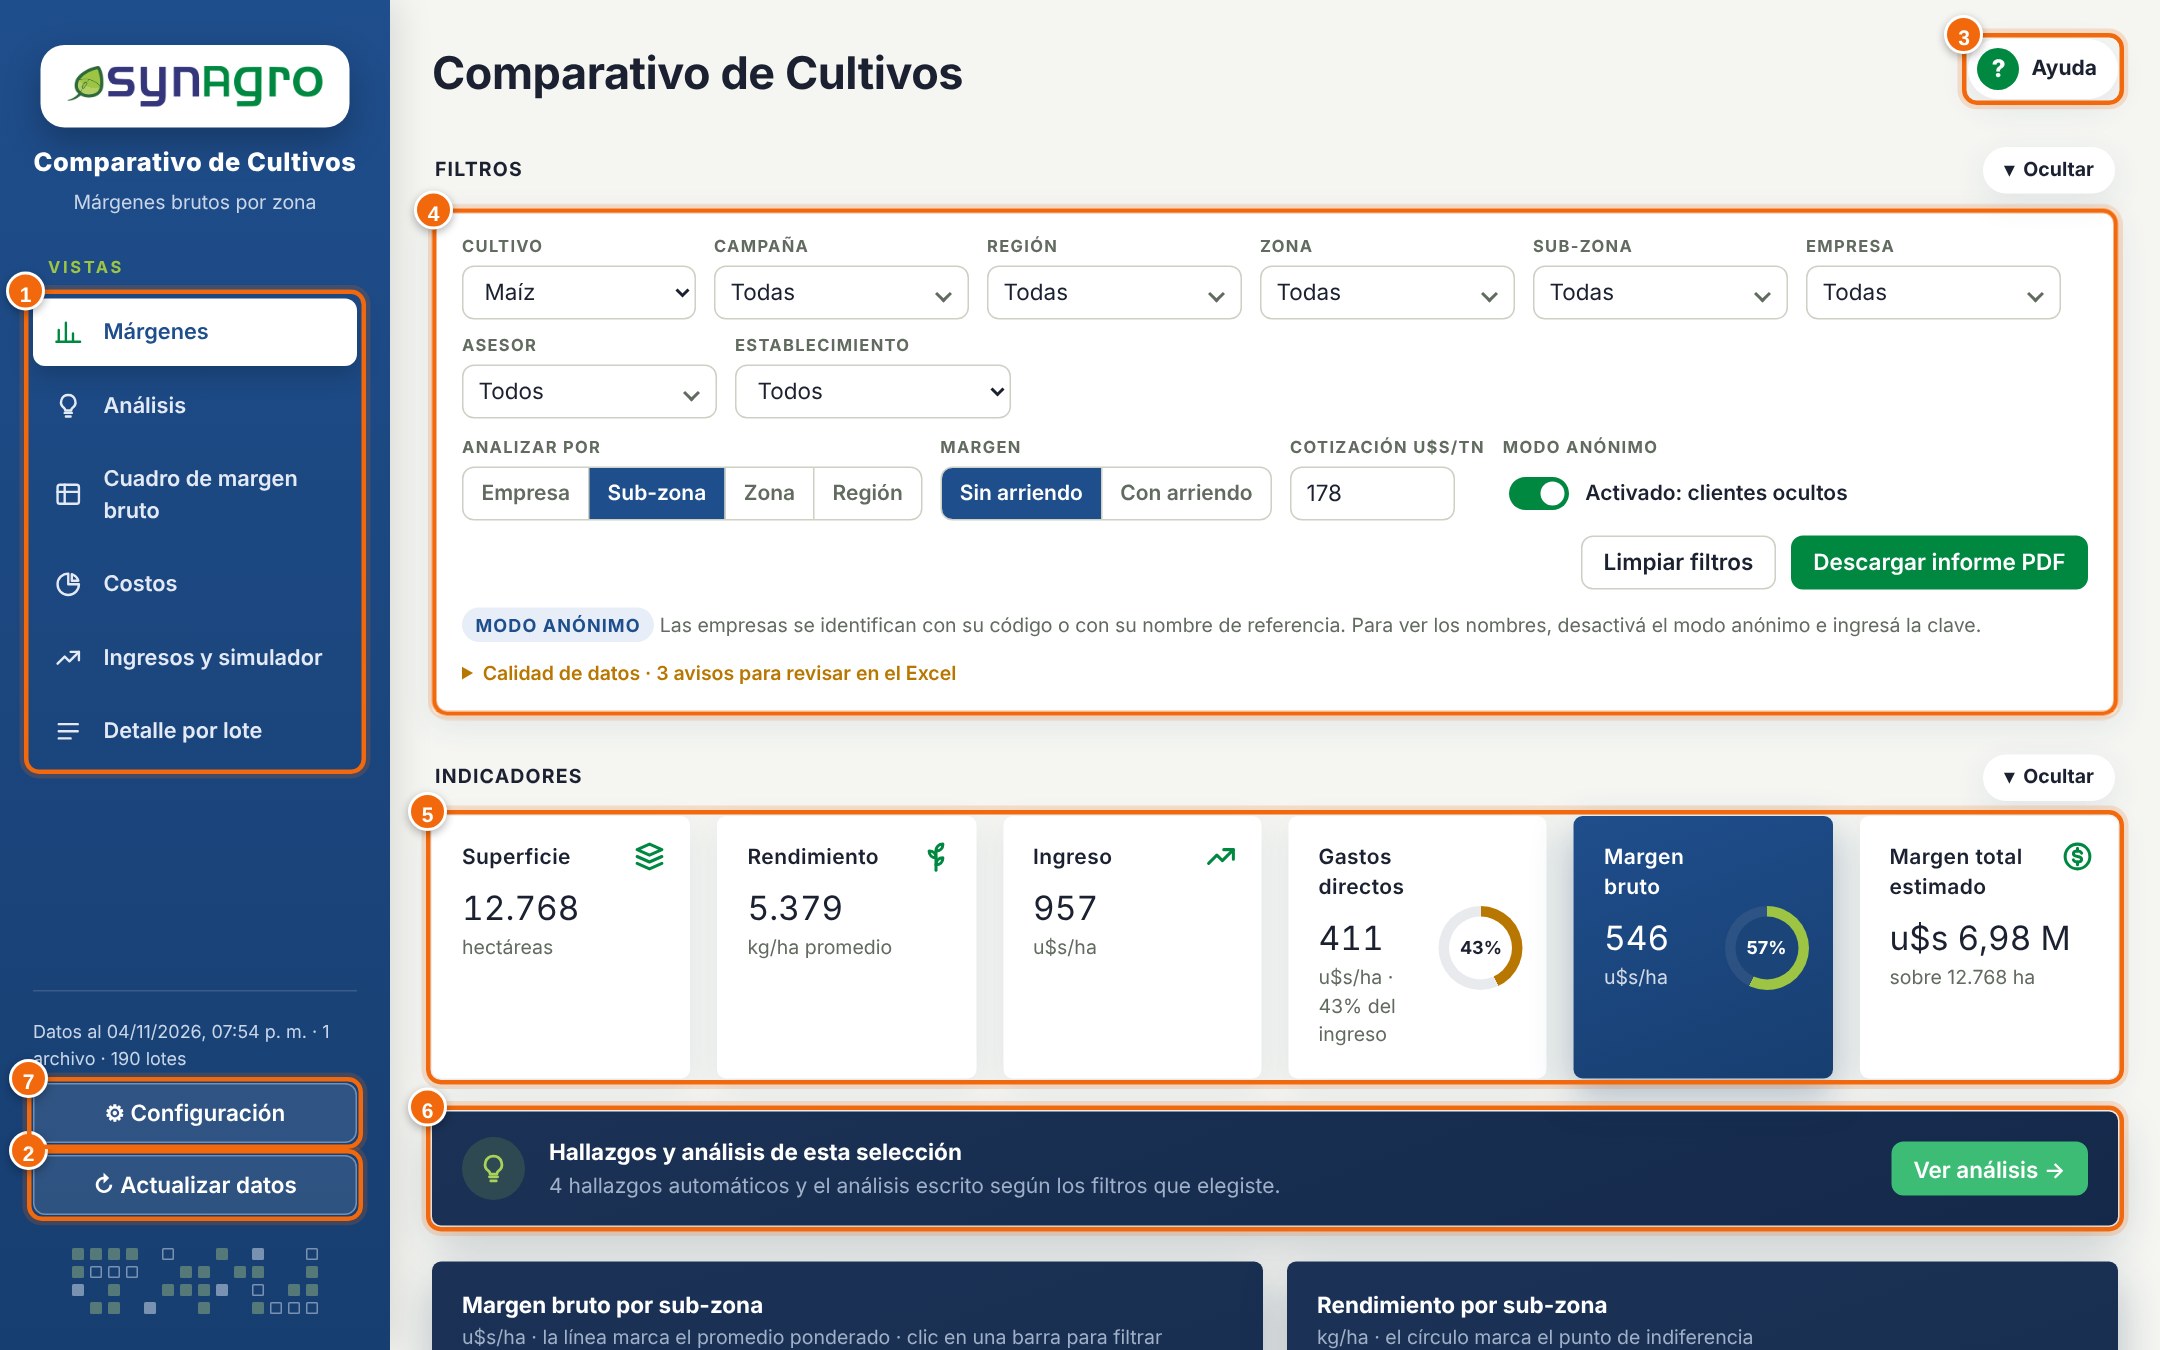 synAgro
Comparativo de Cultivos
Márgenes brutos por zona
VISTAS
1
Márgenes
Análisis
Cuadro de margen
bruto
Costos
Ingresos y simulador
Detalle por lote
Datos al 04/11/2026, 07:54 p. m. · 1
archivo · 190 lotes
7
⚙ Configuración
2
↻ Actualizar datos
Comparativo de Cultivos
3
? Ayuda
FILTROS
▼ Ocultar
4
CULTIVO CAMPAÑA REGIÓN ZONA SUB-ZONA EMPRESA
Maíz Todas Todas Todas Todas Todas
ASESOR ESTABLECIMIENTO
Todos Todos
ANALIZAR POR MARGEN COTIZACIÓN U$S/TN MODO ANÓNIMO
Empresa Sub-zona Zona Región Sin arriendo Con arriendo 178 Activado: clientes ocultos
Limpiar filtros Descargar informe PDF
MODO ANÓNIMO Las empresas se identifican con su código o con su nombre de referencia. Para ver los nombres, desactivá el modo anónimo e ingresá la clave.
▶ Calidad de datos · 3 avisos para revisar en el Excel
INDICADORES
▼ Ocultar
5
Superficie
12.768
hectáreas
Rendimiento
5.379
kg/ha promedio
Ingreso
957
u$s/ha
Gastos
directos
411
u$s/ha ·
43% del
ingreso
43%
Margen
bruto
546
u$s/ha
57%
Margen total
estimado
u$s 6,98 M
sobre 12.768 ha
6
Hallazgos y análisis de esta selección
4 hallazgos automáticos y el análisis escrito según los filtros que elegiste.
Ver análisis →
Margen bruto por sub-zona
u$s/ha · la línea marca el promedio ponderado · clic en una barra para filtrar
Rendimiento por sub-zona
kg/ha · el círculo marca el punto de indiferencia